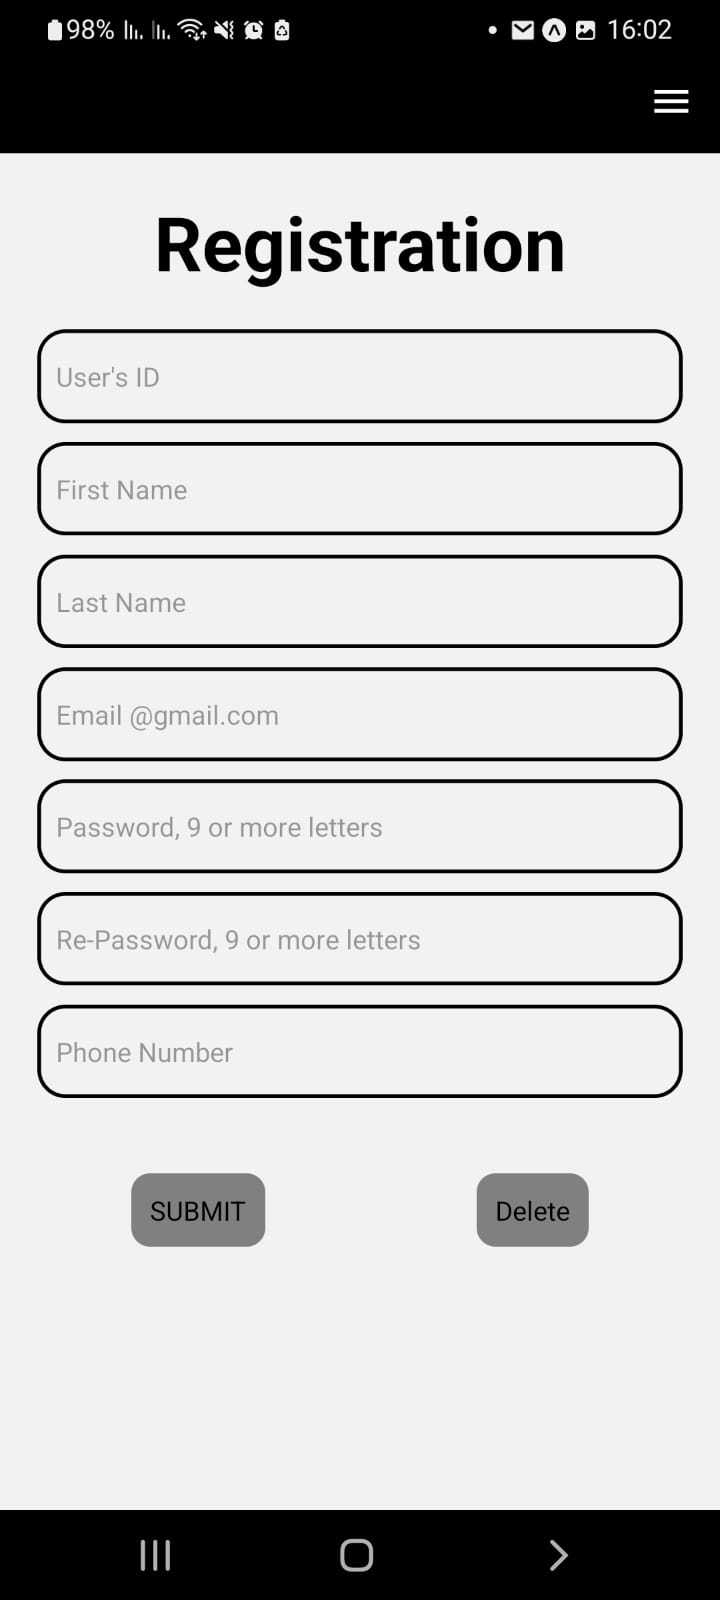 98% 16:02
Registration
User's ID
First Name
Last Name
Email @gmail.com
Password, 9 or more letters
Re-Password, 9 or more letters
Phone Number
SUBMIT Delete